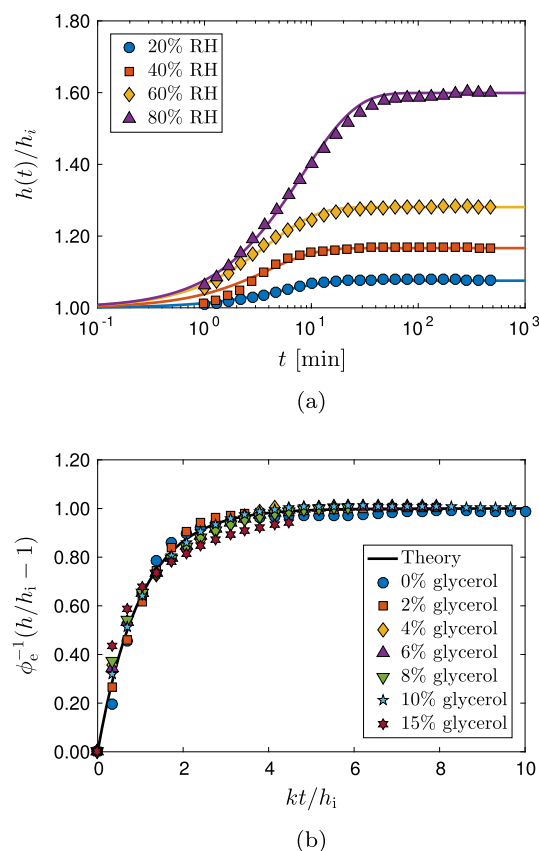 1.80
1.60
1.40
1.20
1.00
h(t)/h_i
20% RH
40% RH
60% RH
80% RH
10^-1 10^0 10^1 10^2 10^3
t [min]
(a)
1.20
1.00
0.80
0.60
0.40
0.20
0.00
ϕ_e^-1(h/h_i − 1)
Theory
0% glycerol
2% glycerol
4% glycerol
6% glycerol
8% glycerol
10% glycerol
15% glycerol
0 2 4 6 8 10
kt/h_i
(b)